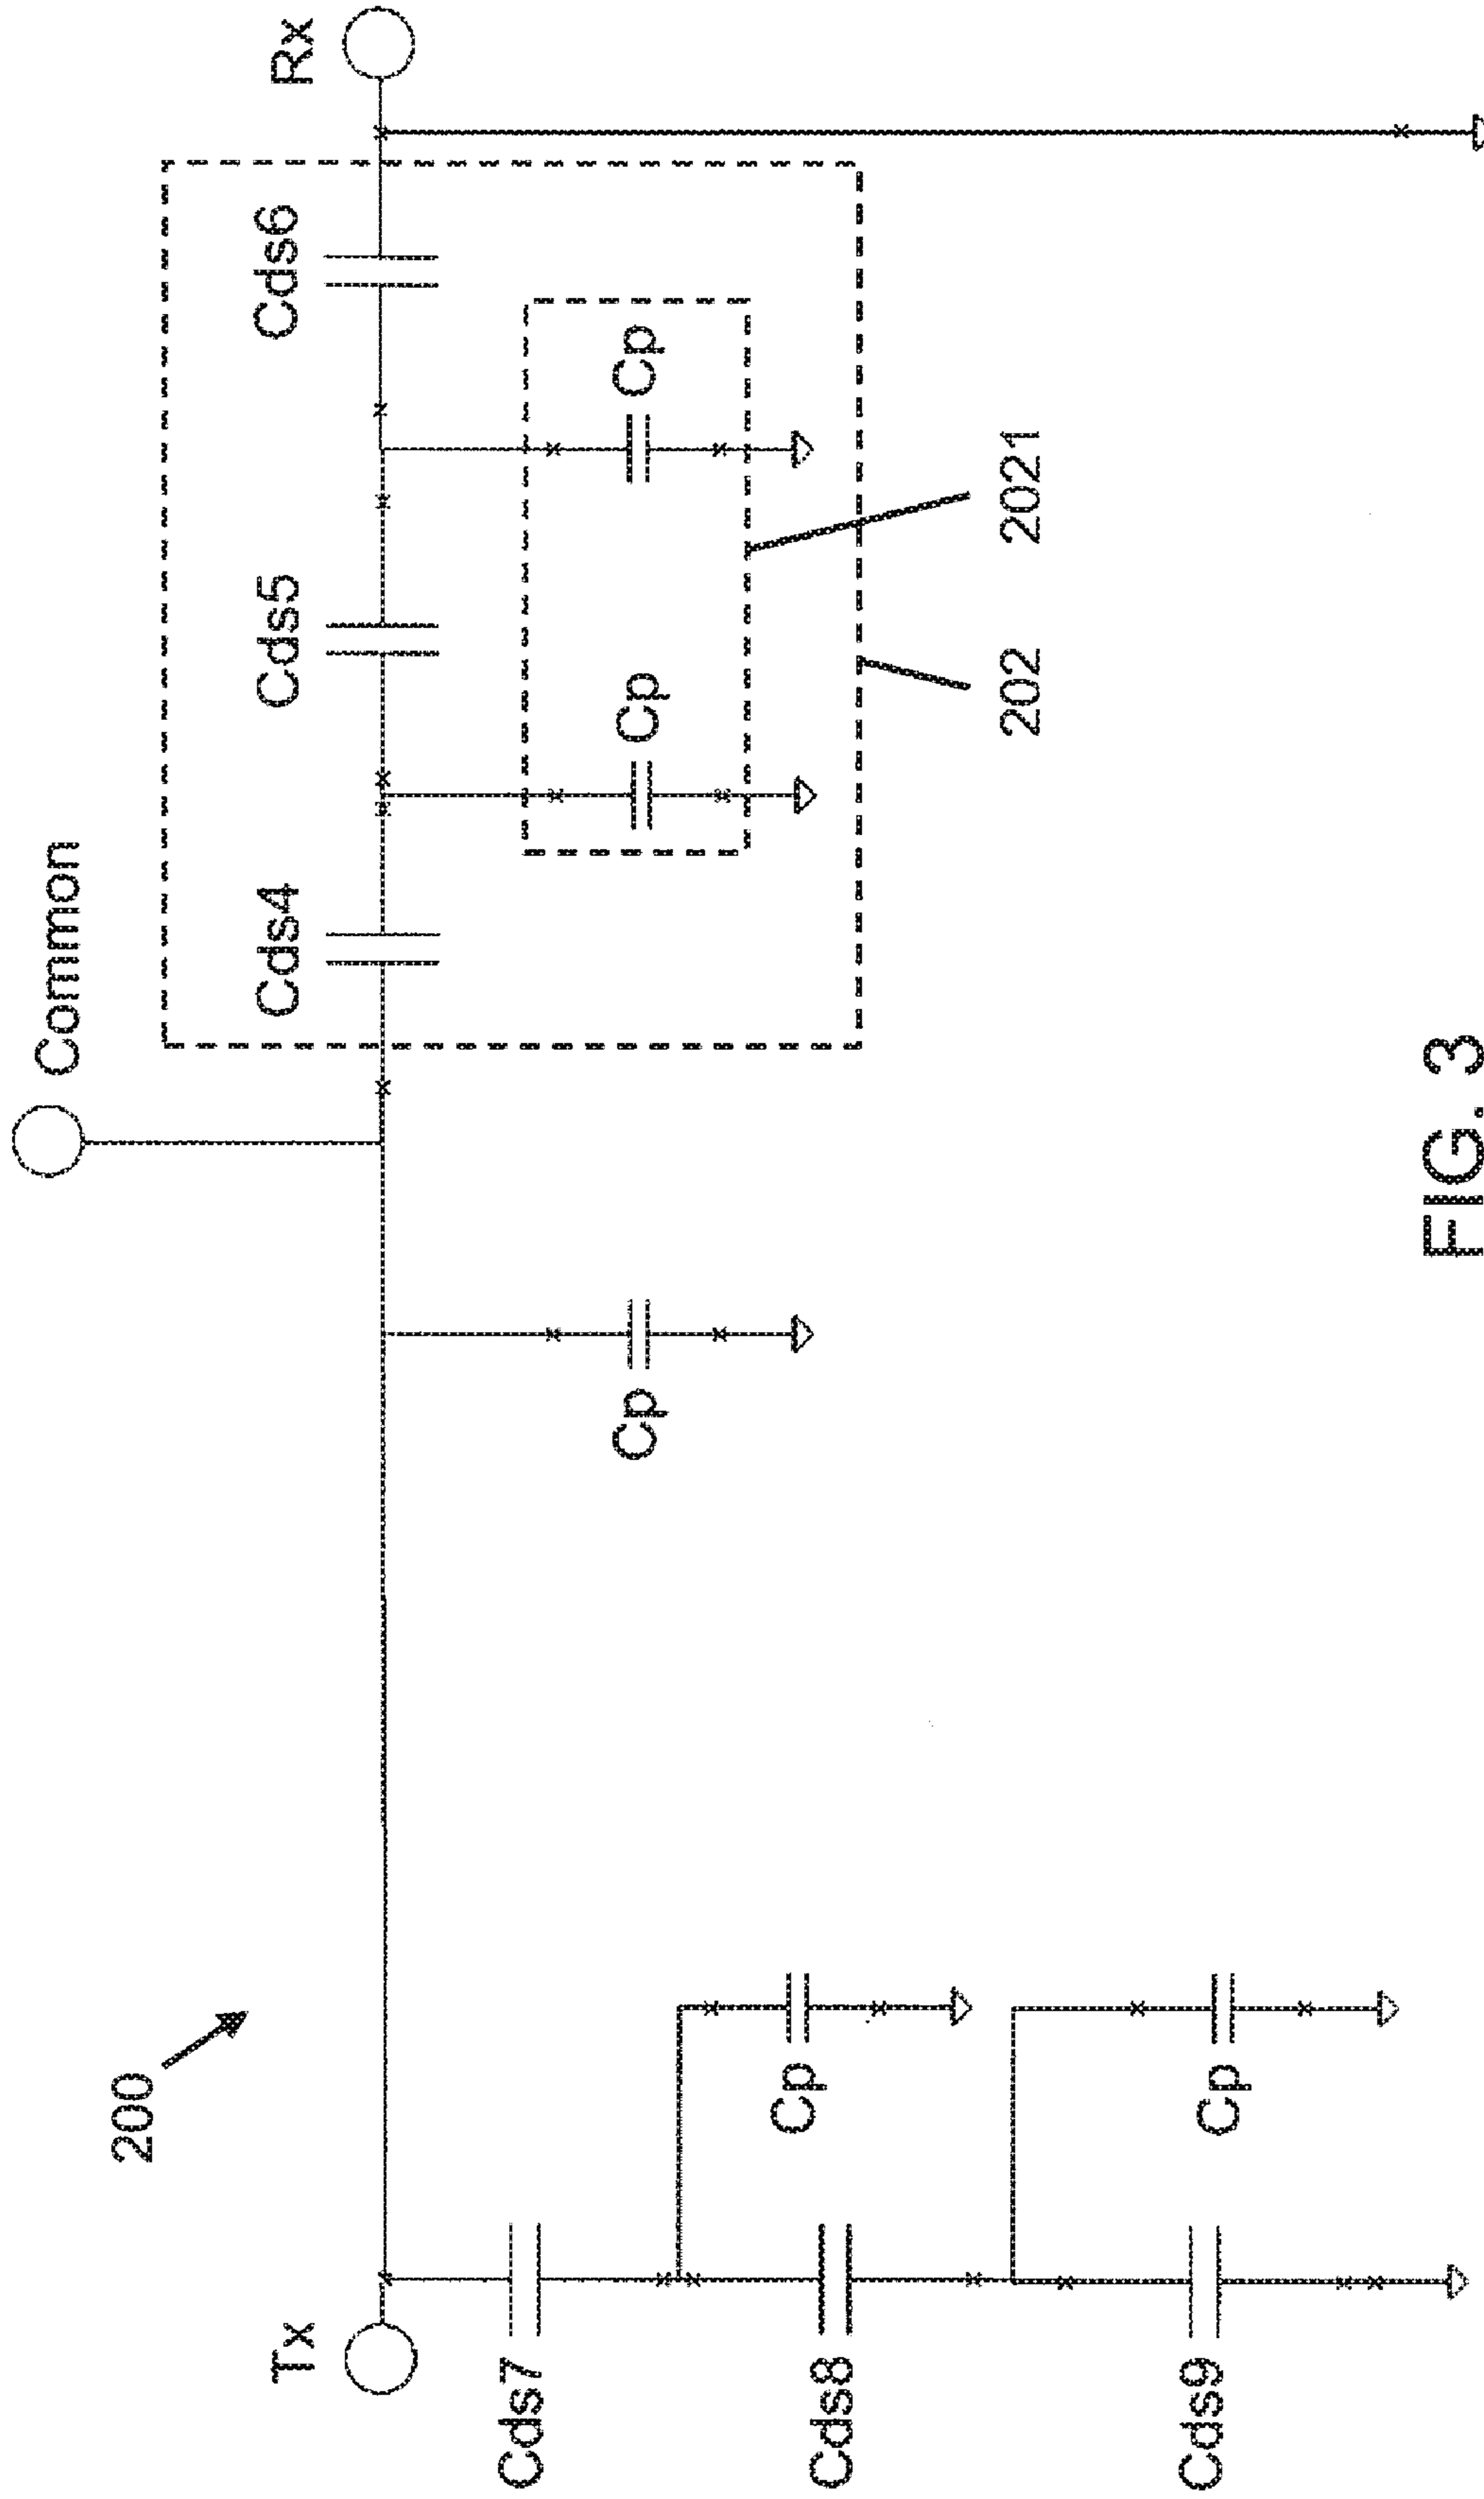 200
Common
Tx
Cds4
Cds5
Cds6
Rx
Cds7
Cp
Cp
Cp
Cds8
Cp
202
2021
Cds9
Cp
FIG. 3